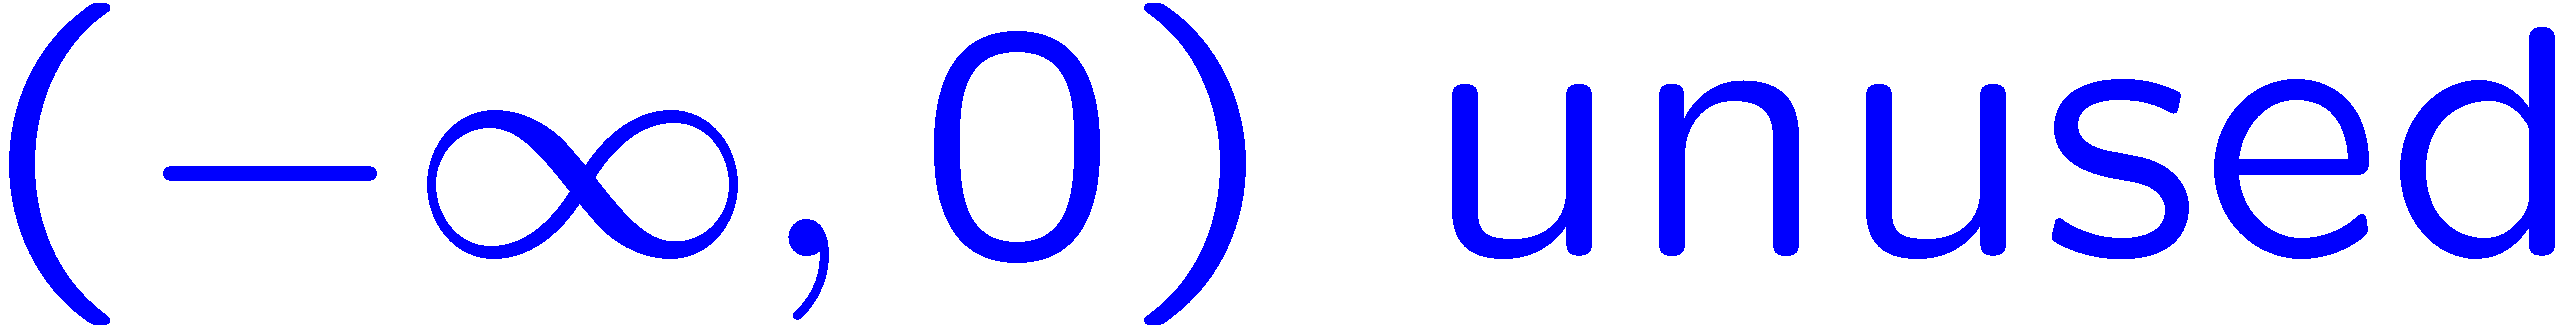 (−∞, 0) unused